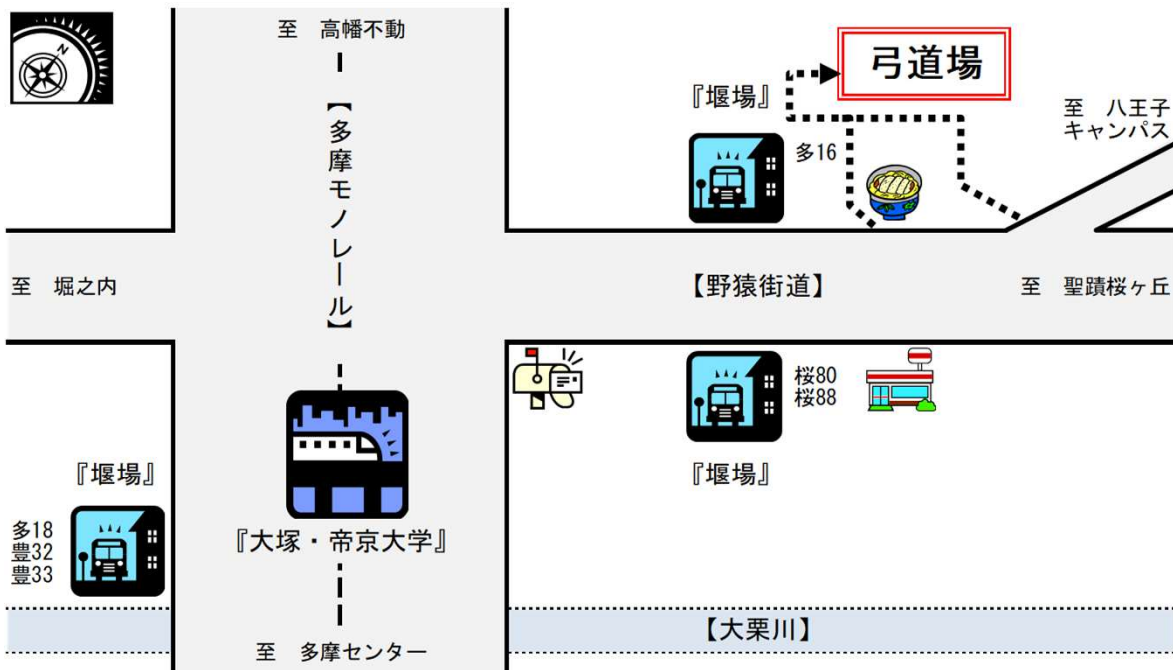 至 高幡不動
N
弓道場
【多摩モノレール】
『堰場』
多16
至 八王子
キャンパス
至 堀之内
【野猿街道】
至 聖蹟桜ヶ丘
桜80
桜88
『堰場』
『堰場』
多18
豊32
豊33
『大塚・帝京大学』
【大栗川】
至 多摩センター